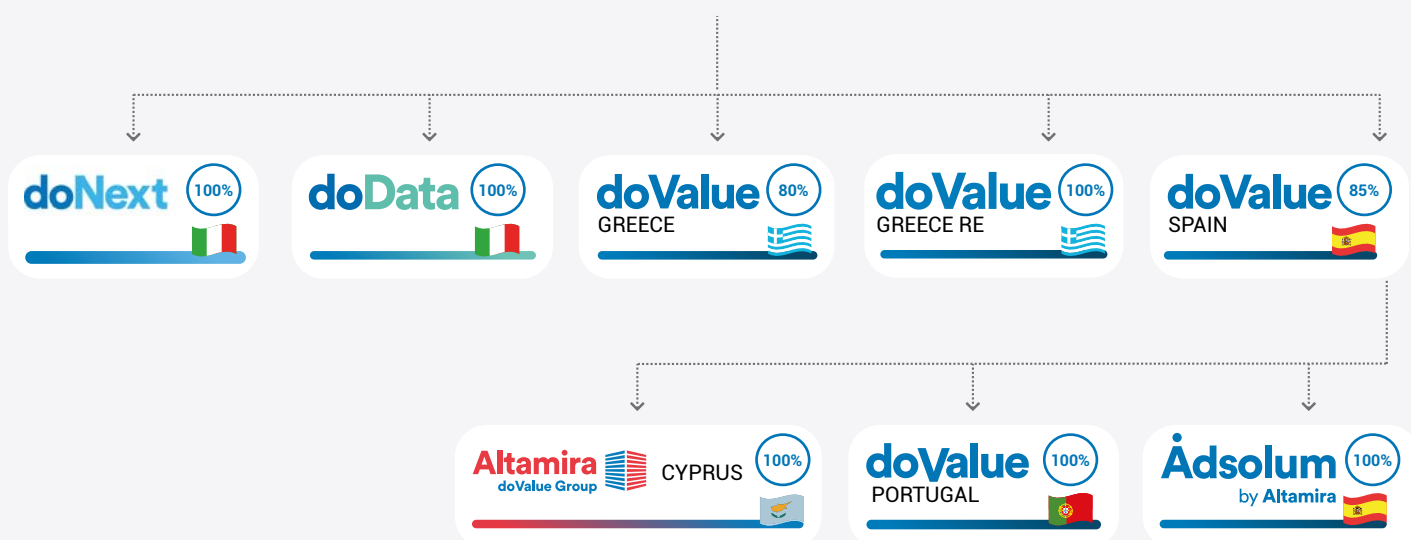 doNext 100%
doData 100%
doValue 80%
GREECE
doValue 100%
GREECE RE
doValue 85%
SPAIN
Altamira
doValue Group
CYPRUS 100%
doValue 100%
PORTUGAL
Ådsolum 100%
by Altamira